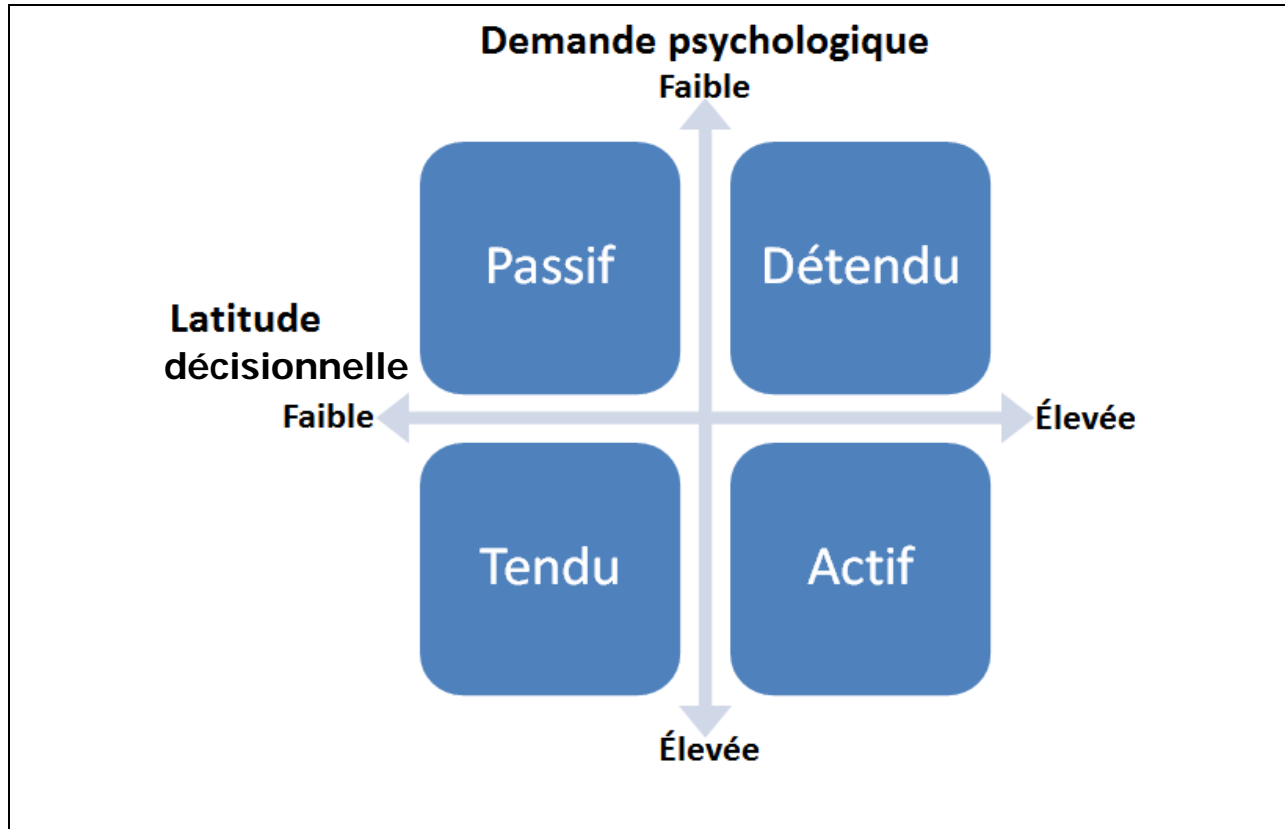 Demande psychologique
Faible
Passif
Détendu
Latitude
décisionnelle
Faible
Élevée
Tendu
Actif
Élevée